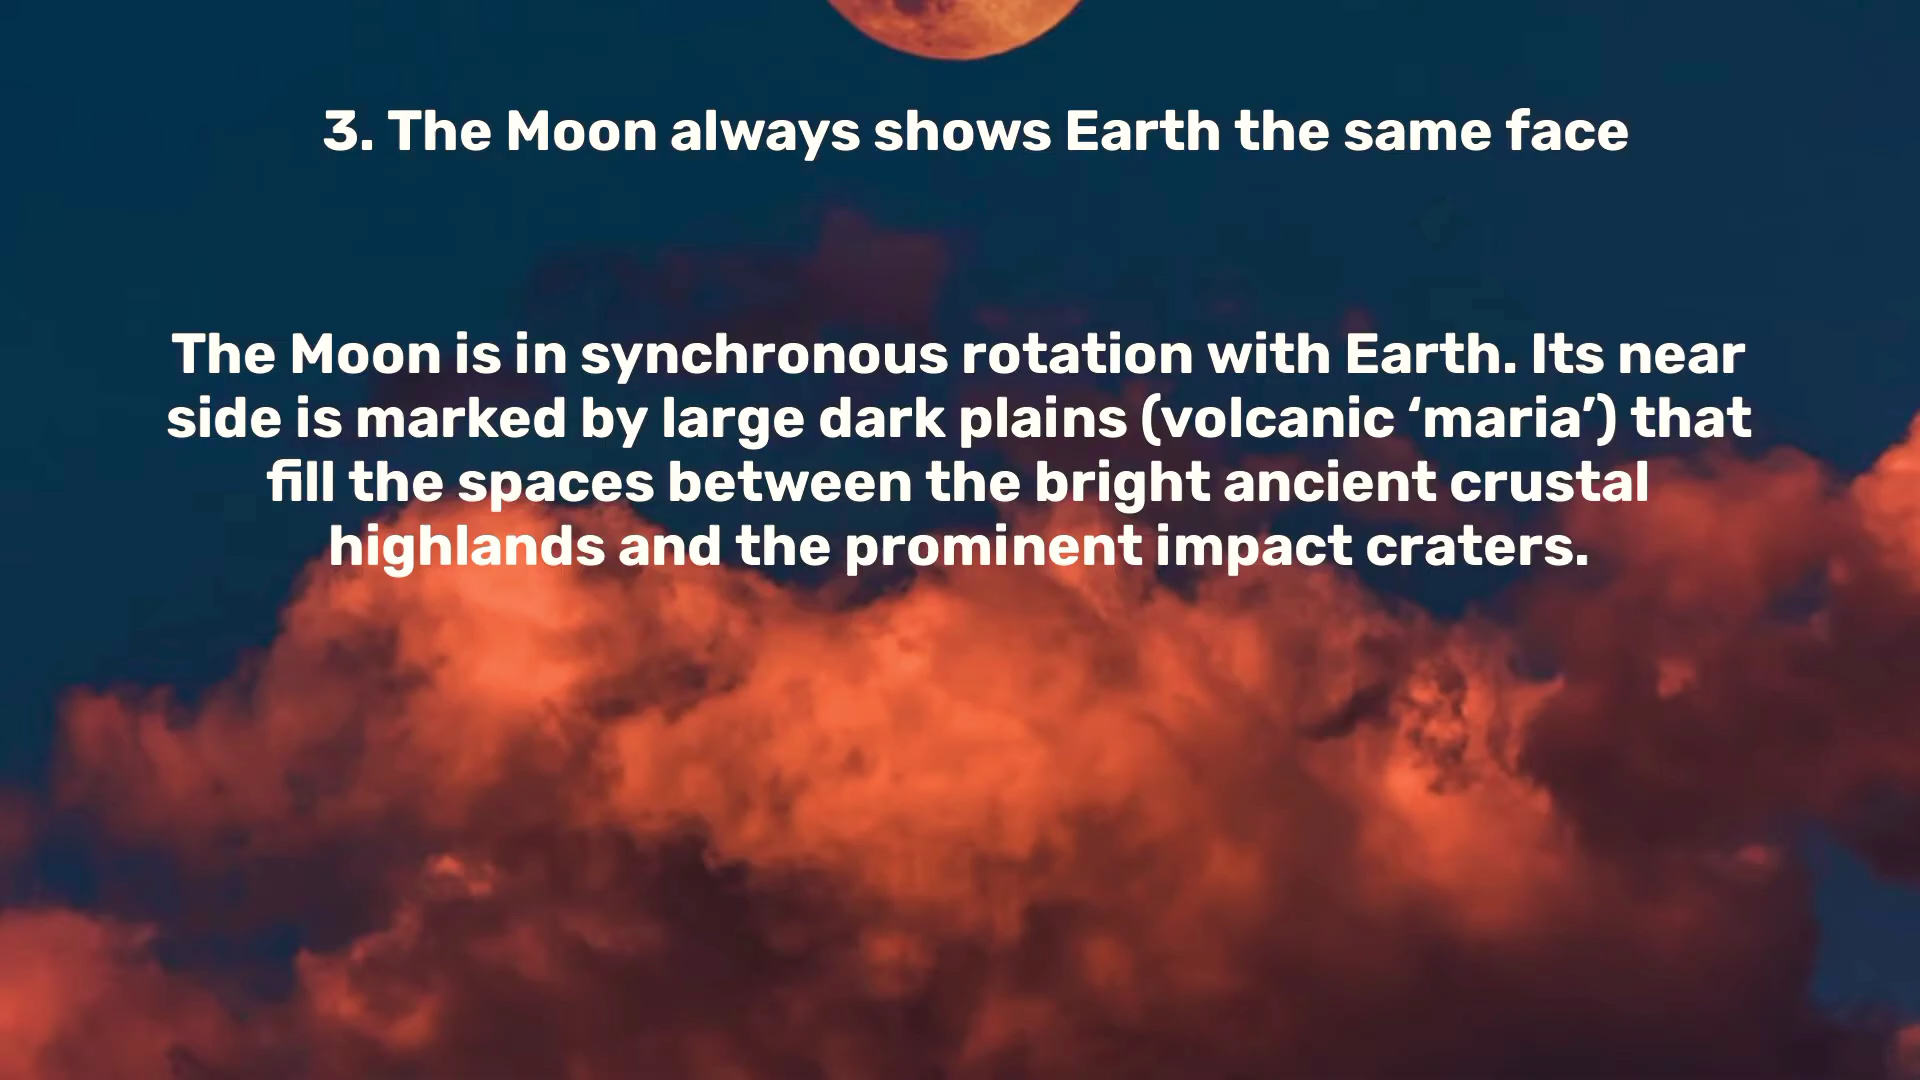 3. The Moon always shows Earth the same face
The Moon is in synchronous rotation with Earth. Its near
side is marked by large dark plains (volcanic ‘maria’) that
fill the spaces between the bright ancient crustal
highlands and the prominent impact craters.